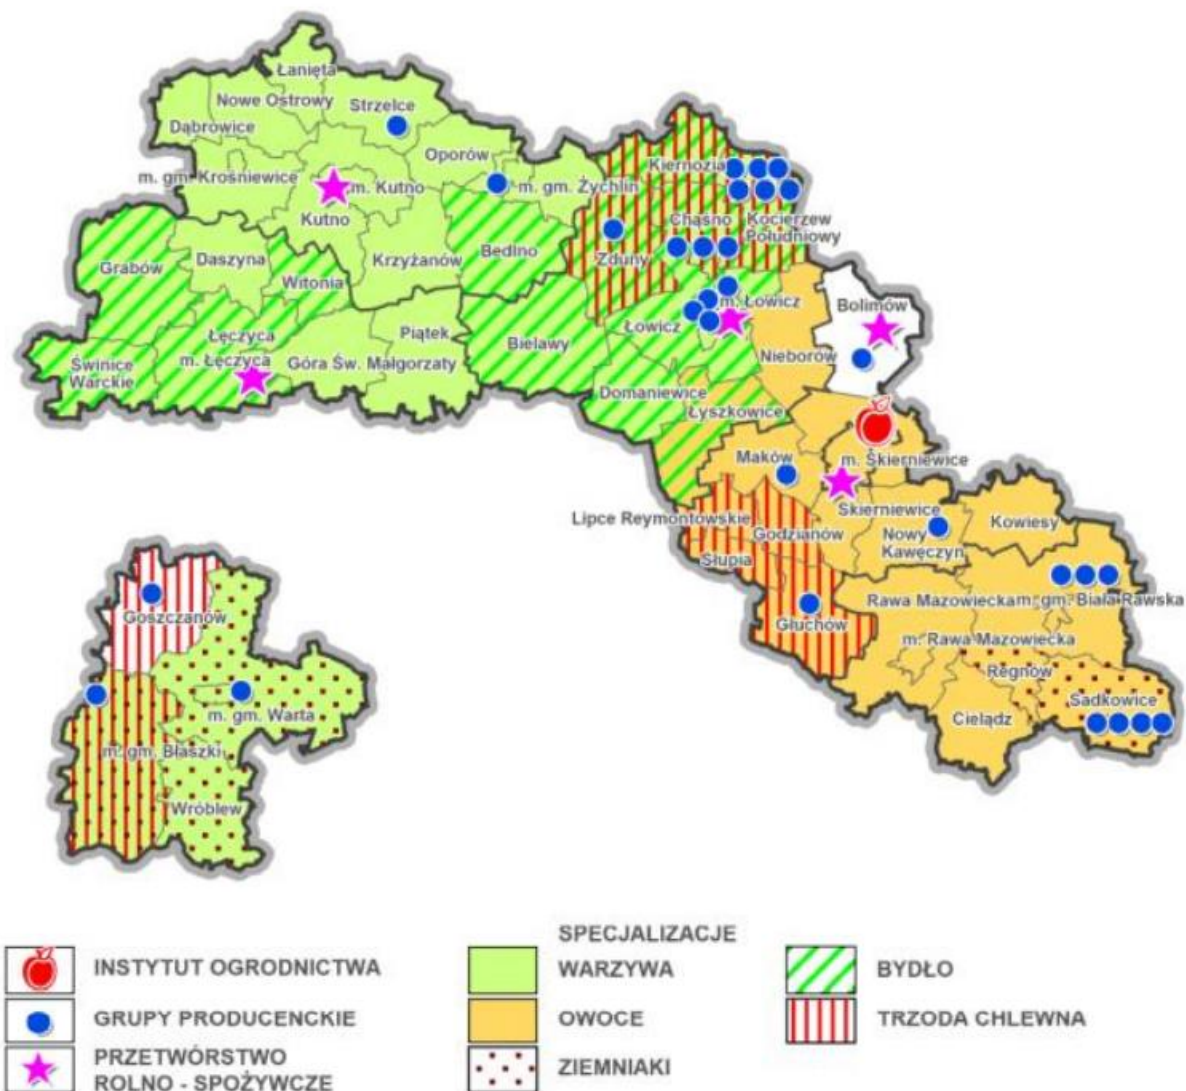 Łanięta
Nowe Ostrowy
Strzelce
Dąbrowice
Oporów
m. gm. Krośniewice
m. Kutno
m. gm. Żychlin
Kutno
Kiernozia
Chąśno
Kocierzew
Południowy
Zduny
Bedlno
Krzyżanów
Daszyna
Grabów
Witonia
m. Łowicz
Łowicz
Bolimów
Łęczyca
Piątek
Bielawy
Nieborów
m. Łęczyca
Góra Św. Małgorzaty
Świnice
Warckie
Domaniewice
Łyszkowice
Maków
m. Skierniewice
Skierniewice
Lipce Reymontowskie
Godzianów
Nowy
Kawęczyn
Kowiesy
Słupia
Rawa Mazowiecka
m. gm. Biała Rawska
Głuchów
m. Rawa Mazowiecka
Regnów
Sadkowice
Cielądz
Goszczanów
m. gm. Warta
m. gm. Błaszki
Wróblew
INSTYTUT OGRODNICTWA
GRUPY PRODUCENCKIE
PRZETWÓRSTWO
ROLNO - SPOŻYWCZE
SPECJALIZACJE
WARZYWA
OWOCE
ZIEMNIAKI
BYDŁO
TRZODA CHLEWNA